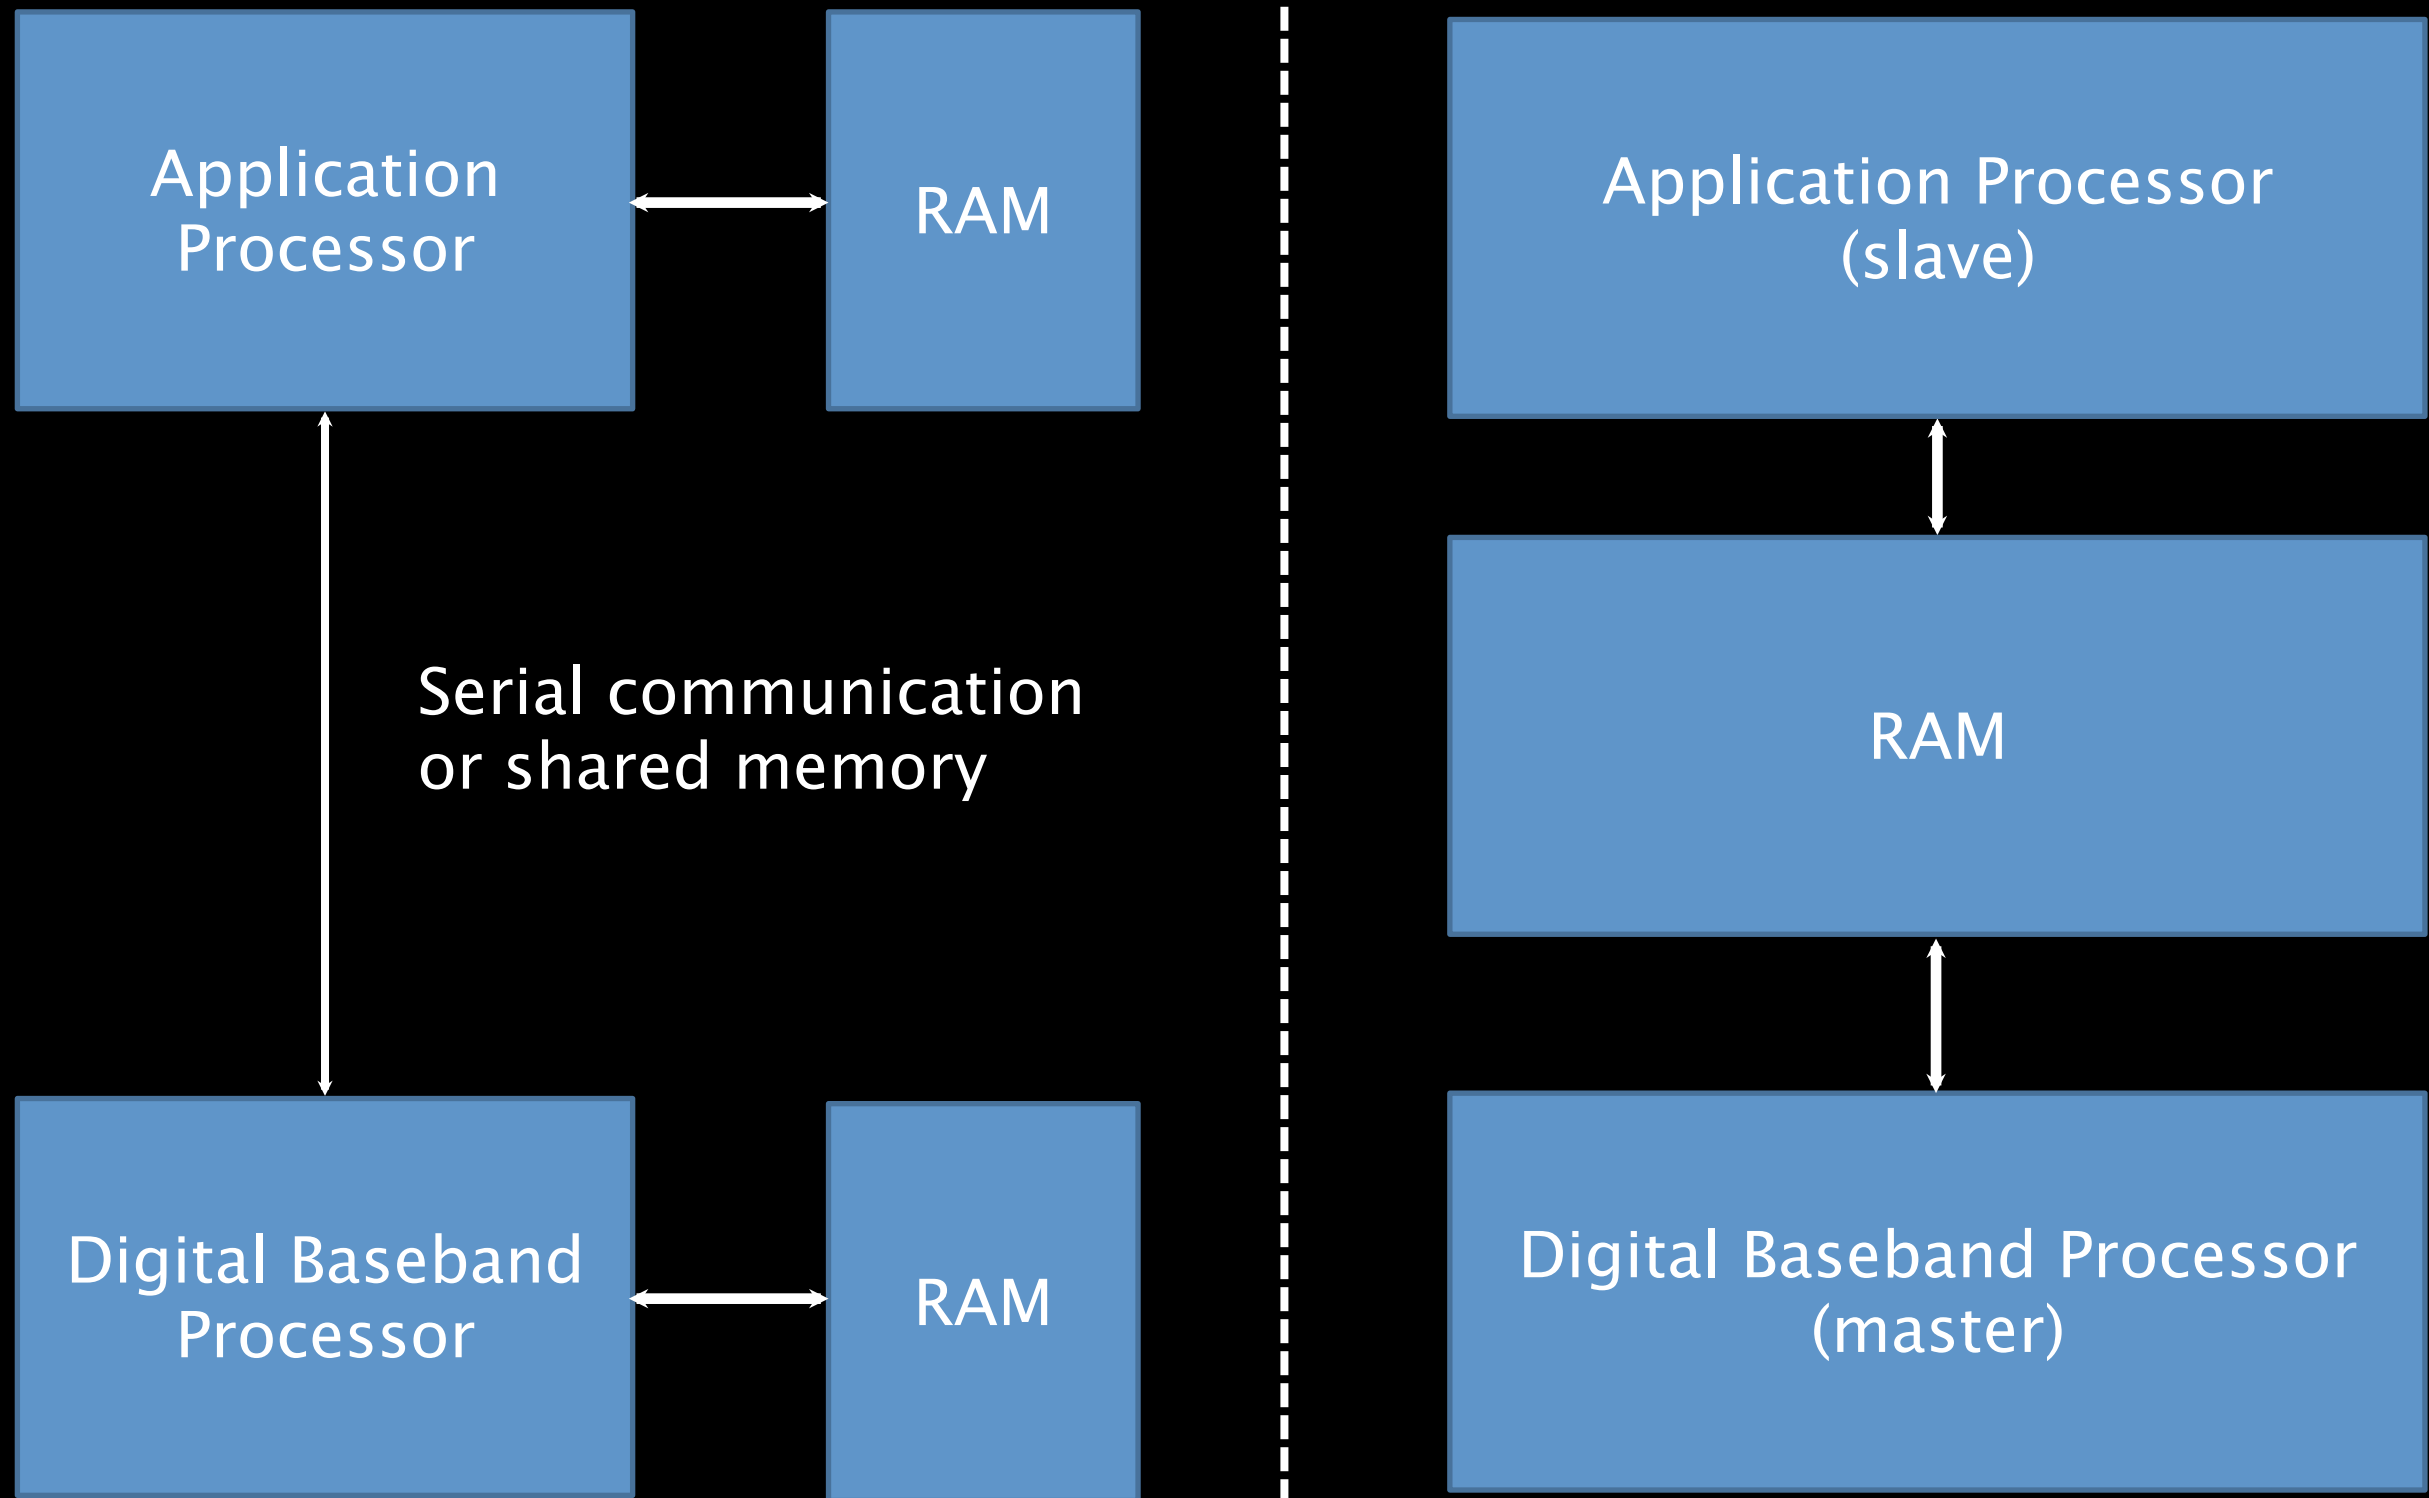 Application
Processor
RAM
Serial communication
or shared memory
Digital Baseband
Processor
RAM
Application Processor
(slave)
RAM
Digital Baseband Processor
(master)